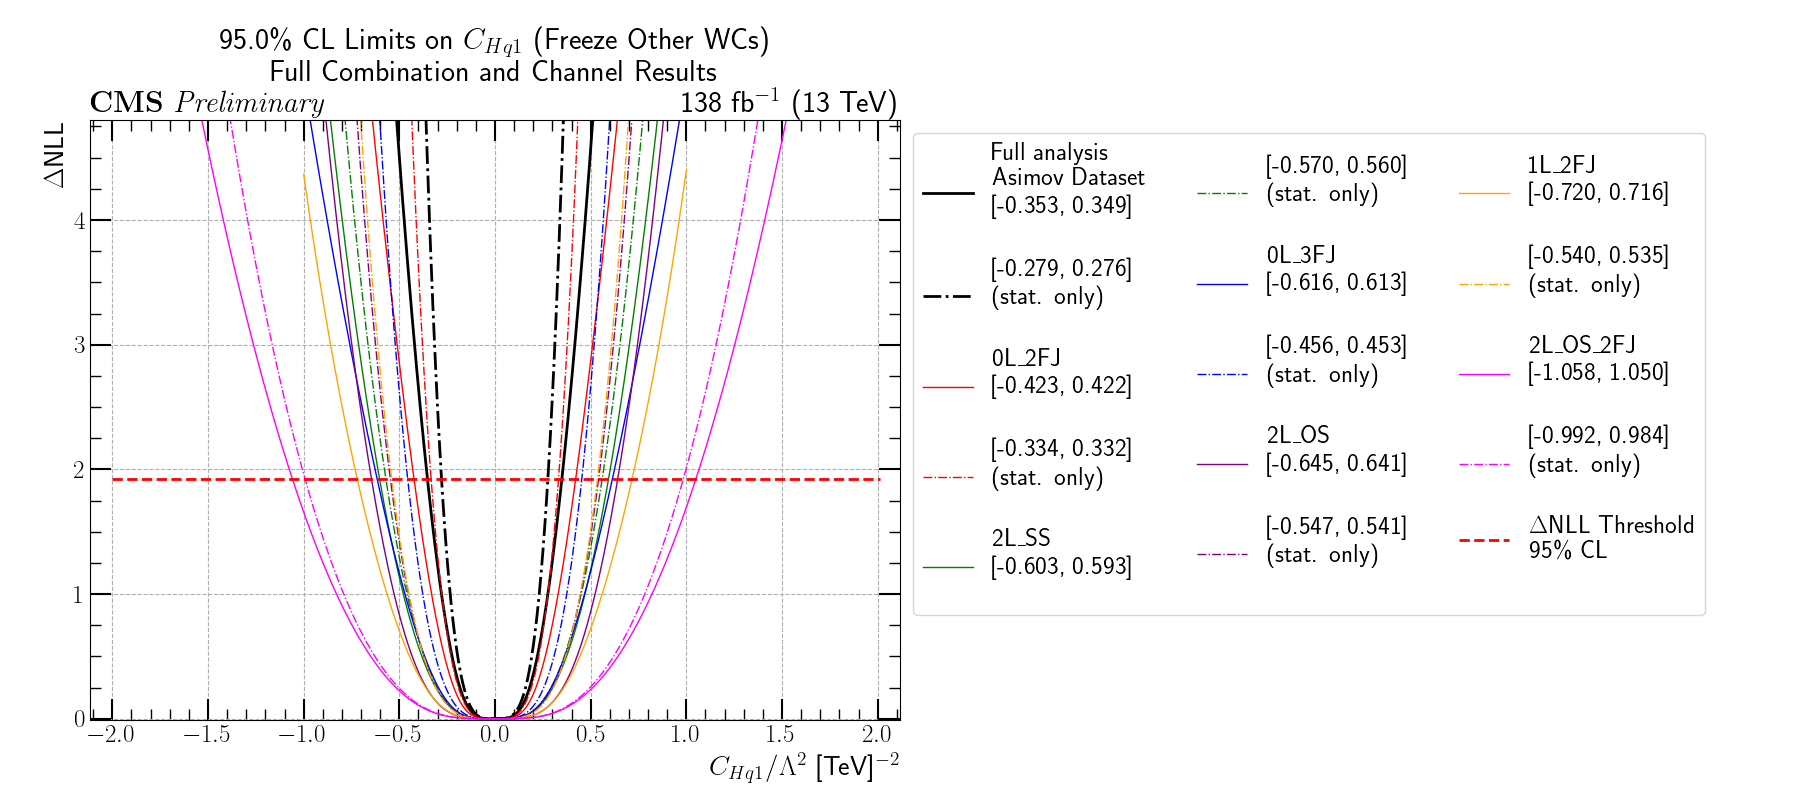 95.0% CL Limits on C_{Hq1} (Freeze Other WCs)
Full Combination and Channel Results
CMS Preliminary
138 fb⁻¹ (13 TeV)
ΔNLL
4
3
2
1
0
−2.0 −1.5 −1.0 −0.5 0.0 0.5 1.0 1.5 2.0
C_{Hq1}/Λ² [TeV]⁻²
Full analysis
Asimov Dataset
[-0.353, 0.349]
[-0.279, 0.276]
(stat. only)
0L_2FJ
[-0.423, 0.422]
[-0.334, 0.332]
(stat. only)
2L_SS
[-0.603, 0.593]
[-0.570, 0.560]
(stat. only)
0L_3FJ
[-0.616, 0.613]
[-0.456, 0.453]
(stat. only)
2L_OS
[-0.645, 0.641]
[-0.547, 0.541]
(stat. only)
1L_2FJ
[-0.720, 0.716]
[-0.540, 0.535]
(stat. only)
2L_OS_2FJ
[-1.058, 1.050]
[-0.992, 0.984]
(stat. only)
ΔNLL Threshold
95% CL